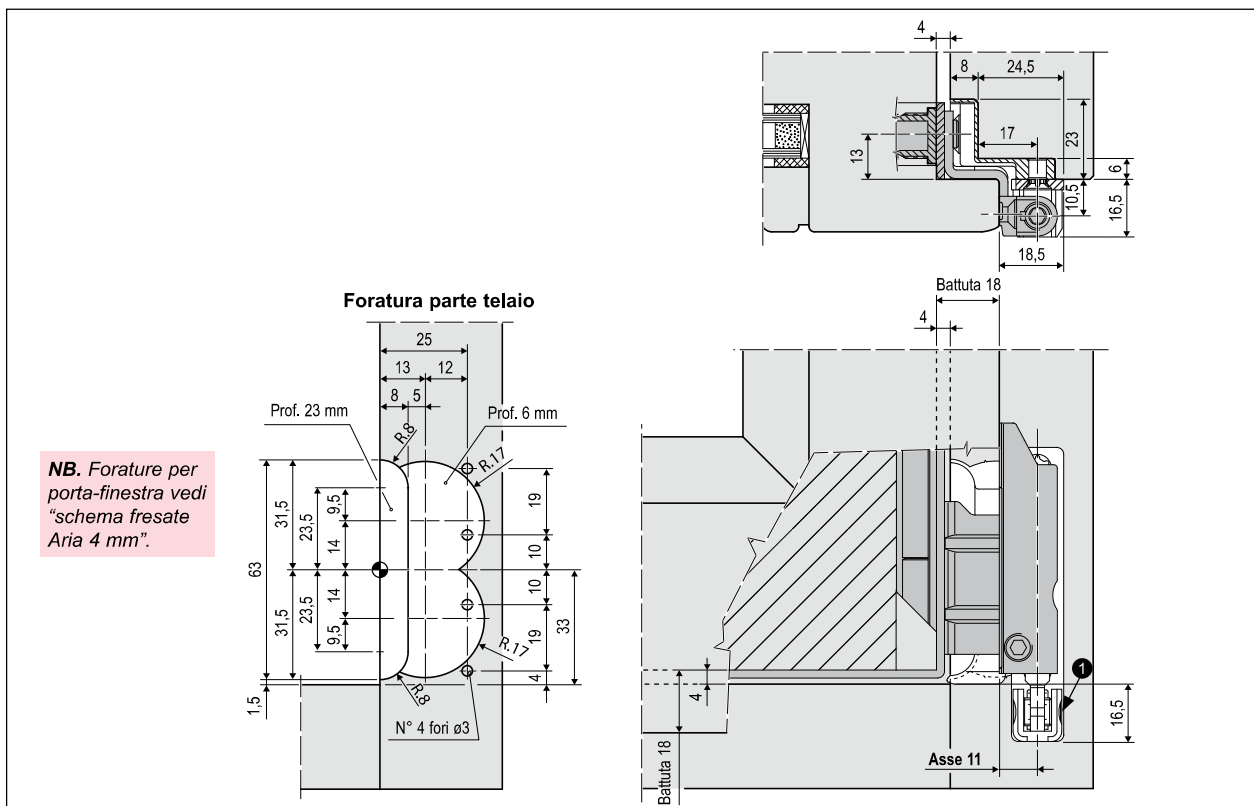 4
8
24,5
17
23
13
6
10,5
16,5
18,5
Battuta 18
4
Foratura parte telaio
25
13
12
8
5
Prof. 23 mm
Prof. 6 mm
R.8
R.17
NB. Forature per
porta-finestra vedi
“schema fresate
Aria 4 mm”.
63
31,5
31,5
23,5
23,5
9,5
14
14
9,5
19
10
10
19
4
33
1,5
R.8
R.17
N° 4 fori ø3
4
Battuta 18
Asse 11
1
16,5